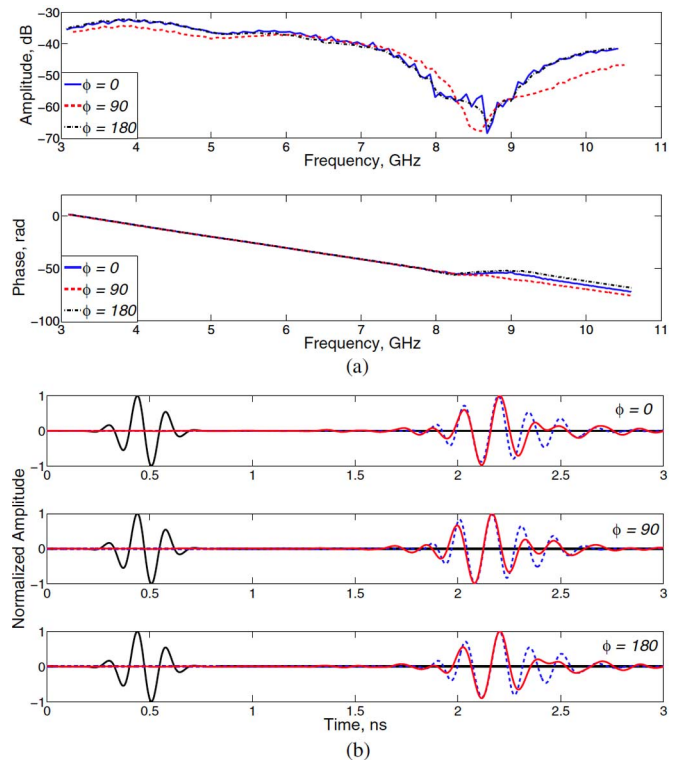 Amplitude, dB
−30
−40
−50
−60
−70
ϕ = 0
ϕ = 90
ϕ = 180
3 4 5 6 7 8 9 10 11
Frequency, GHz
Phase, rad
0
−50
−100
ϕ = 0
ϕ = 90
ϕ = 180
3 4 5 6 7 8 9 10 11
Frequency, GHz
(a)
Normalized Amplitude
1
0
−1
ϕ = 0
0 0.5 1 1.5 2 2.5 3
1
0
−1
ϕ = 90
0 0.5 1 1.5 2 2.5 3
1
0
−1
ϕ = 180
0 0.5 1 1.5 2 2.5 3
Time, ns
(b)